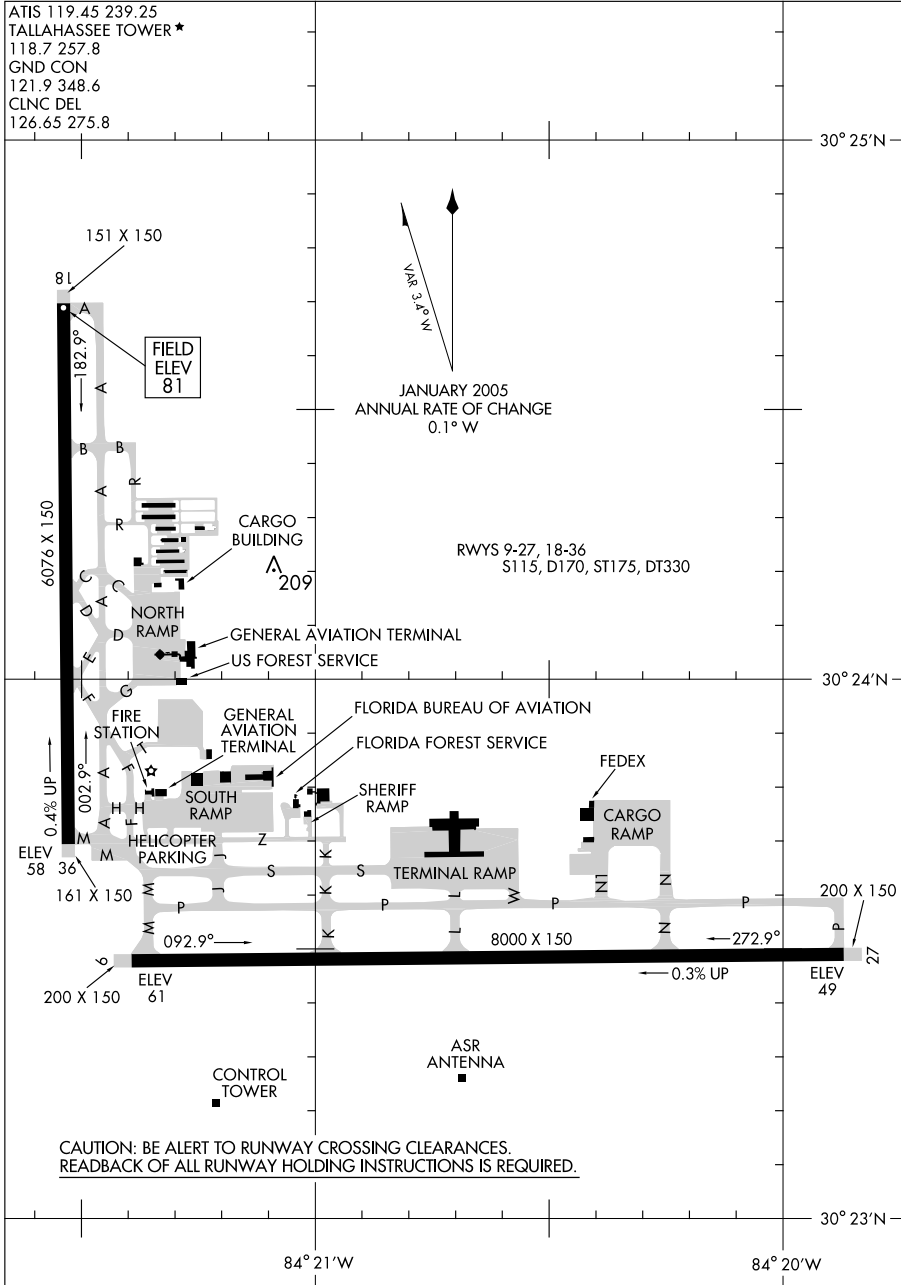 ATIS 119.45 239.25
TALLAHASSEE TOWER ★
118.7 257.8
GND CON
121.9 348.6
CLNC DEL
126.65 275.8
30° 25'N
151 X 150
18
A
182.9°
FIELD
ELEV
81
VAR 3.4° W
JANUARY 2005
ANNUAL RATE OF CHANGE
0.1° W
A
B
B
A
R
R
6076 X 150
CARGO
BUILDING
209
RWYS 9-27, 18-36
S115, D170, ST175, DT330
C
C
A
D
D
NORTH
RAMP
GENERAL AVIATION TERMINAL
US FOREST SERVICE
E
F
G
30° 24'N
FIRE
STATION
GENERAL
AVIATION
TERMINAL
FLORIDA BUREAU OF AVIATION
FLORIDA FOREST SERVICE
FEDEX
0.4% UP
002.9°
A
F
T
H
H
A
F
SOUTH
RAMP
SHERIFF
RAMP
CARGO
RAMP
ELEV
58
36
M
M
HELICOPTER
PARKING
J
Z
K
TERMINAL RAMP
161 X 150
M
J
S
K
S
L
W
N1
N
200 X 150
P
P
P
P
M
K
L
N
P
092.9°
8000 X 150
272.9°
9
27
0.3% UP
200 X 150
ELEV
61
ELEV
49
ASR
ANTENNA
CONTROL
TOWER
CAUTION: BE ALERT TO RUNWAY CROSSING CLEARANCES.
READBACK OF ALL RUNWAY HOLDING INSTRUCTIONS IS REQUIRED.
30° 23'N
84° 21'W
84° 20'W